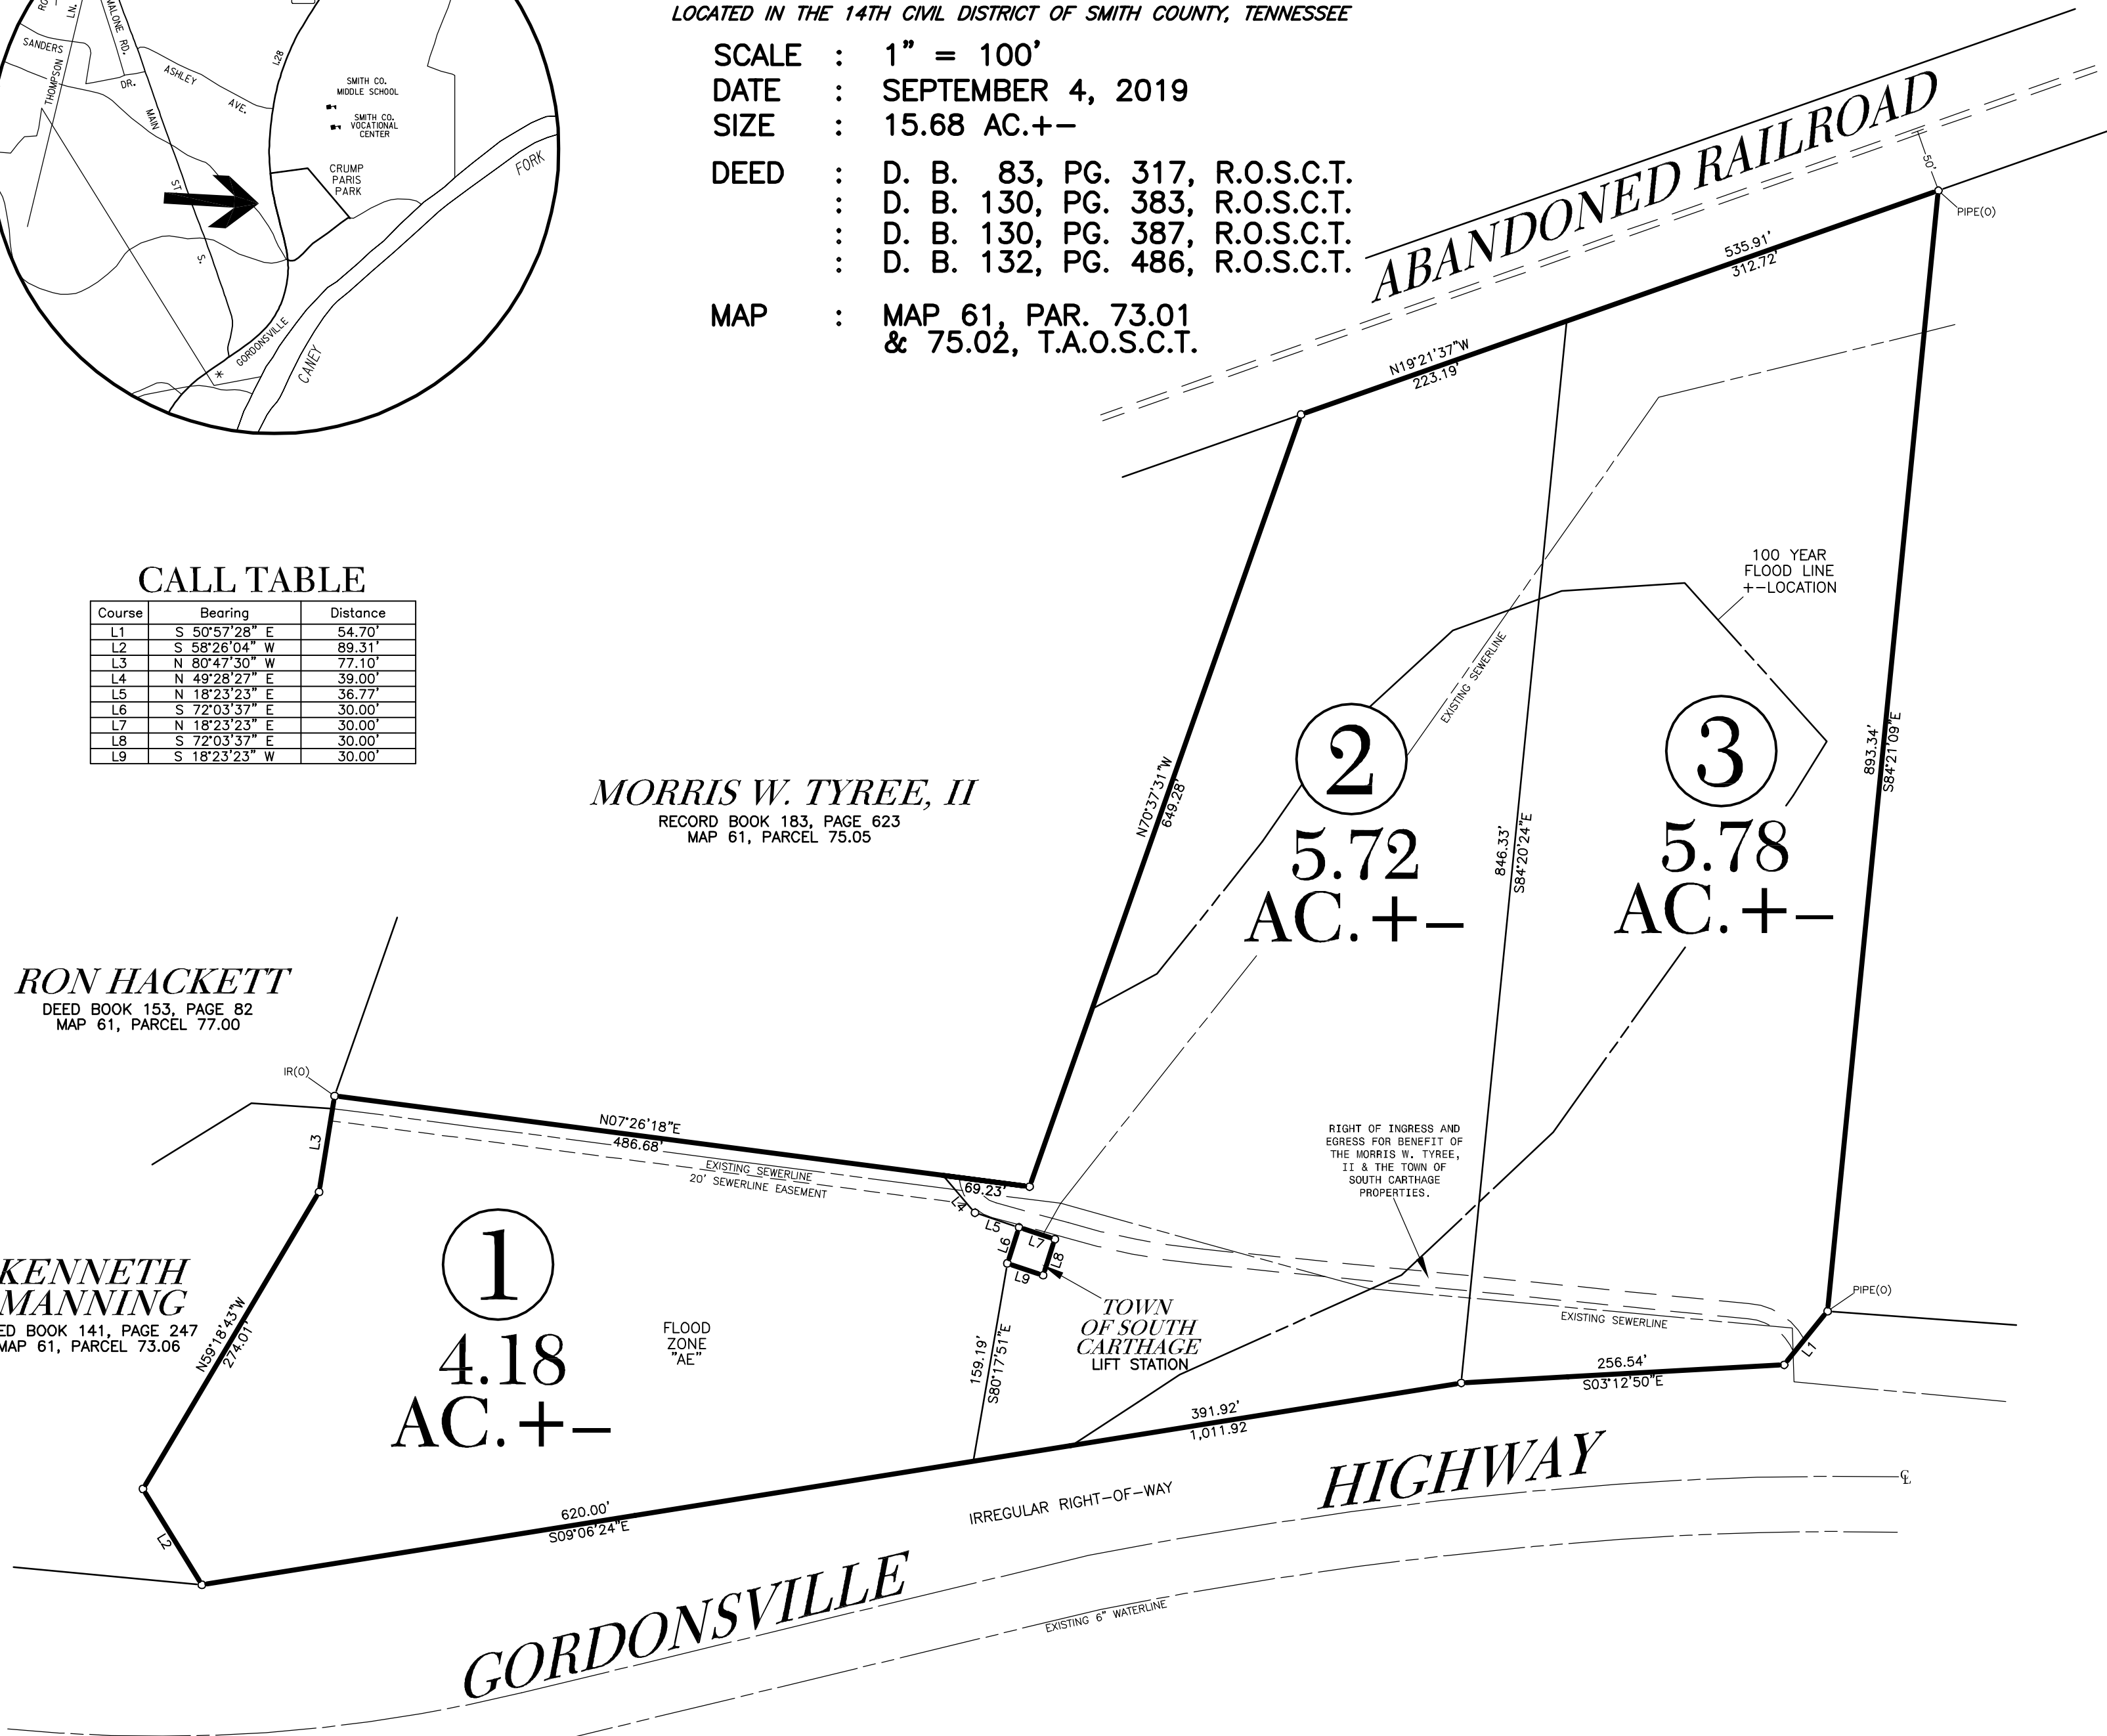 LOCATED IN THE 14TH CIVIL DISTRICT OF SMITH COUNTY, TENNESSEE
SCALE : 1" = 100'
DATE : SEPTEMBER 4, 2019
SIZE : 15.68 AC.+-
DEED : D. B. 83, PG. 317, R.O.S.C.T.
: D. B. 130, PG. 383, R.O.S.C.T.
: D. B. 130, PG. 387, R.O.S.C.T.
: D. B. 132, PG. 486, R.O.S.C.T.
MAP : MAP 61, PAR. 73.01
& 75.02, T.A.O.S.C.T.
LN.
MALONE RD.
SANDERS
DR.
THOMPSON
ASHLEY
AVE.
MAIN
ST
S.
L28
SMITH CO.
MIDDLE SCHOOL
SMITH CO.
VOCATIONAL
CENTER
CRUMP
PARIS
PARK
FORK
CANEY
GORDONSVILLE
*
ABANDONED RAILROAD
50'
PIPE(O)
535.91'
312.72'
N19°21'37"W
223.19'
100 YEAR
FLOOD LINE
+-LOCATION
CALL TABLE
Course Bearing Distance
L1 S 50°57'28" E 54.70'
L2 S 58°26'04" W 89.31'
L3 N 80°47'30" W 77.10'
L4 N 49°28'27" E 39.00'
L5 N 18°23'23" E 36.77'
L6 S 72°03'37" E 30.00'
L7 N 18°23'23" E 30.00'
L8 S 72°03'37" E 30.00'
L9 S 18°23'23" W 30.00'
EXISTING SEWERLINE
2
5.72
AC.+-
3
5.78
AC.+-
893.34'
S84°21'09"E
846.33'
S84°20'24"E
N70°37'31"W
649.28'
MORRIS W. TYREE, II
RECORD BOOK 183, PAGE 623
MAP 61, PARCEL 75.05
RON HACKETT
DEED BOOK 153, PAGE 82
MAP 61, PARCEL 77.00
IR(O)
L3
N07°26'18"E
486.68'
EXISTING SEWERLINE
20' SEWERLINE EASEMENT
69.23'
L4
L5
L6
L7
L8
L9
RIGHT OF INGRESS AND
EGRESS FOR BENEFIT OF
THE MORRIS W. TYREE,
II & THE TOWN OF
SOUTH CARTHAGE
PROPERTIES.
1
4.18
AC.+-
FLOOD
ZONE
"AE"
KENNETH
MANNING
ED BOOK 141, PAGE 247
MAP 61, PARCEL 73.06
N59°18'43"W
274.01'
L2
TOWN
OF SOUTH
CARTHAGE
LIFT STATION
159.19'
S80°17'51"E
PIPE(O)
EXISTING SEWERLINE
L1
256.54'
S03°12'50"E
391.92'
1,011.92
620.00'
S09°06'24"E
IRREGULAR RIGHT-OF-WAY
GORDONSVILLE HIGHWAY
EXISTING 6" WATERLINE